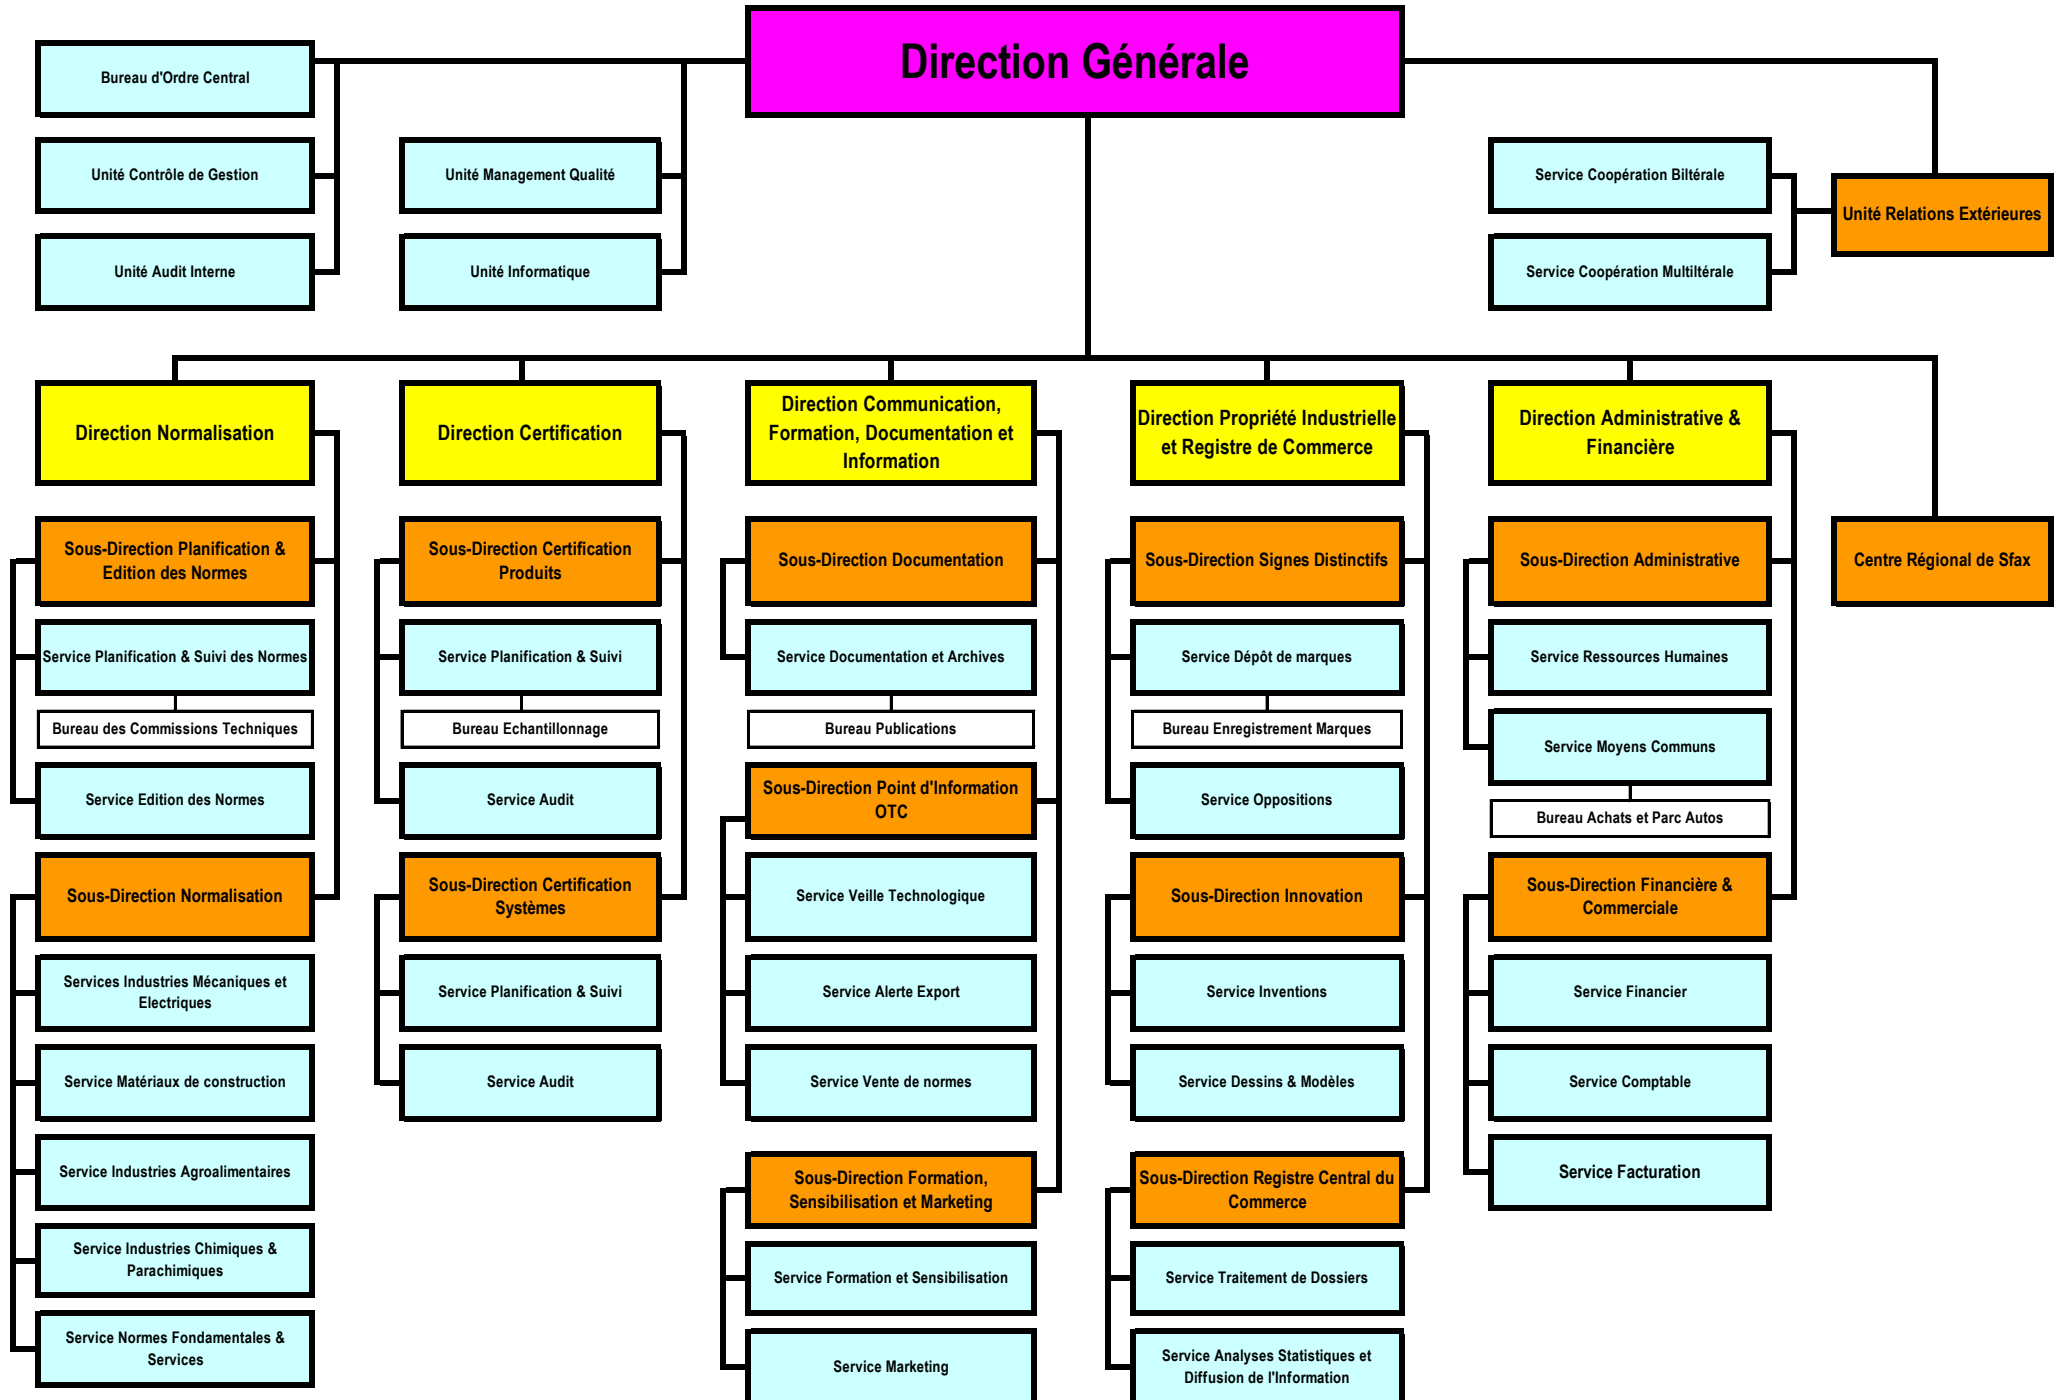 Direction Générale
Bureau d'Ordre Central
Unité Contrôle de Gestion
Unité Management Qualité
Service Coopération Biltérale
Unité Relations Extérieures
Unité Audit Interne
Unité Informatique
Service Coopération Multiltérale
Direction Normalisation
Sous-Direction Planification &
Edition des Normes
Service Planification & Suivi des Normes
Bureau des Commissions Techniques
Service Edition des Normes
Sous-Direction Normalisation
Services Industries Mécaniques et
Electriques
Service Matériaux de construction
Service Industries Agroalimentaires
Service Industries Chimiques &
Parachimiques
Service Normes Fondamentales &
Services
Direction Certification
Sous-Direction Certification
Produits
Service Planification & Suivi
Bureau Echantillonnage
Service Audit
Sous-Direction Certification
Systèmes
Service Planification & Suivi
Service Audit
Direction Communication,
Formation, Documentation et
Information
Sous-Direction Documentation
Service Documentation et Archives
Bureau Publications
Sous-Direction Point d'Information
OTC
Service Veille Technologique
Service Alerte Export
Service Vente de normes
Sous-Direction Formation,
Sensibilisation et Marketing
Service Formation et Sensibilisation
Service Marketing
Direction Propriété Industrielle
et Registre de Commerce
Sous-Direction Signes Distinctifs
Service Dépôt de marques
Bureau Enregistrement Marques
Service Oppositions
Sous-Direction Innovation
Service Inventions
Service Dessins & Modèles
Sous-Direction Registre Central du
Commerce
Service Traitement de Dossiers
Service Analyses Statistiques et
Diffusion de l'Information
Direction Administrative &
Financière
Sous-Direction Administrative
Service Ressources Humaines
Service Moyens Communs
Bureau Achats et Parc Autos
Sous-Direction Financière &
Commerciale
Service Financier
Service Comptable
Service Facturation
Centre Régional de Sfax